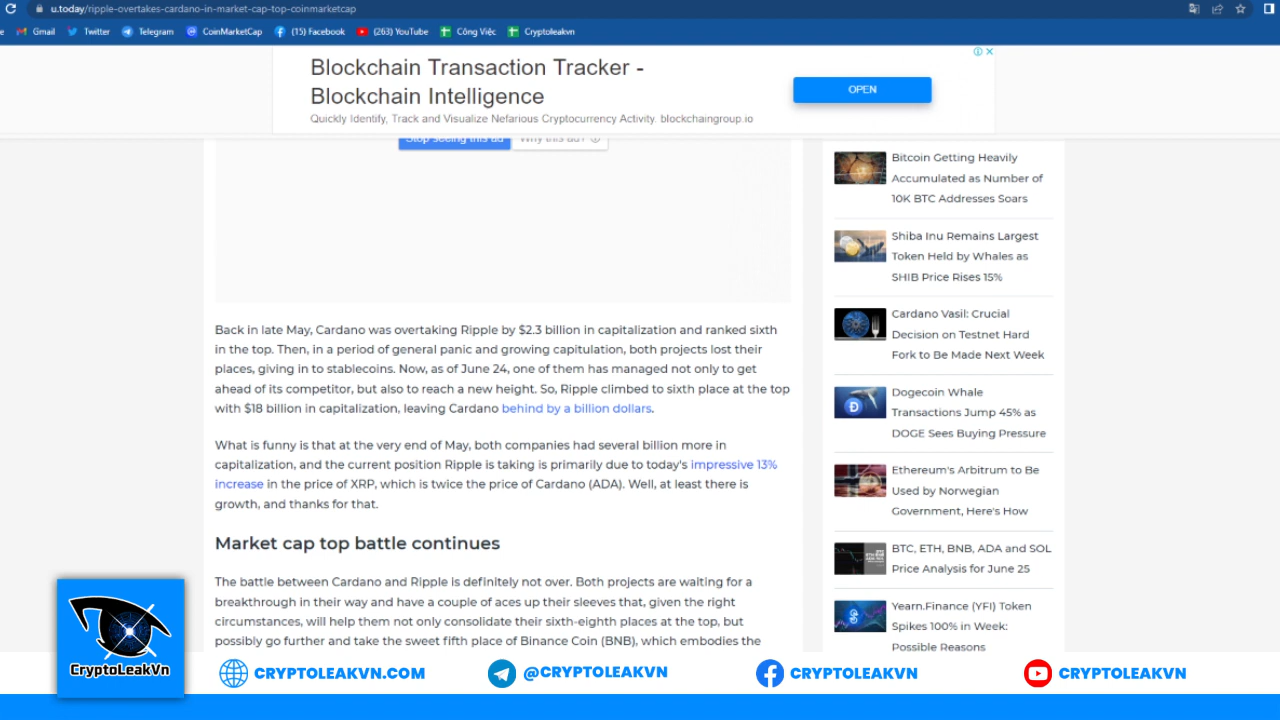 u.today/ripple-overtakes-cardano-in-market-cap-top-coinmarketcap
e Gmail Twitter Telegram CoinMarketCap (15) Facebook (263) YouTube Công Việc Cryptoleakvn
Blockchain Transaction Tracker -
Blockchain Intelligence
Quickly Identify, Track and Visualize Nefarious Cryptocurrency Activity. blockchaingroup.io
OPEN
Stop seeing this ad Why this ad?
Back in late May, Cardano was overtaking Ripple by $2.3 billion in capitalization and ranked sixth
in the top. Then, in a period of general panic and growing capitulation, both projects lost their
places, giving in to stablecoins. Now, as of June 24, one of them has managed not only to get
ahead of its competitor, but also to reach a new height. So, Ripple climbed to sixth place at the top
with $18 billion in capitalization, leaving Cardano behind by a billion dollars.
What is funny is that at the very end of May, both companies had several billion more in
capitalization, and the current position Ripple is taking is primarily due to today's impressive 13%
increase in the price of XRP, which is twice the price of Cardano (ADA). Well, at least there is
growth, and thanks for that.
Market cap top battle continues
The battle between Cardano and Ripple is definitely not over. Both projects are waiting for a
breakthrough in their way and have a couple of aces up their sleeves that, given the right
circumstances, will help them not only consolidate their sixth-eighth places at the top, but
possibly go further and take the sweet fifth place of Binance Coin (BNB), which embodies the
Bitcoin Getting Heavily
Accumulated as Number of
10K BTC Addresses Soars
Shiba Inu Remains Largest
Token Held by Whales as
SHIB Price Rises 15%
Cardano Vasil: Crucial
Decision on Testnet Hard
Fork to Be Made Next Week
Dogecoin Whale
Transactions Jump 45% as
DOGE Sees Buying Pressure
Ethereum's Arbitrum to Be
Used by Norwegian
Government, Here's How
BTC, ETH, BNB, ADA and SOL
Price Analysis for June 25
Yearn.Finance (YFI) Token
Spikes 100% in Week:
Possible Reasons
CryptoLeakVn
CRYPTOLEAKVN.COM
@CRYPTOLEAKVN
CRYPTOLEAKVN
CRYPTOLEAKVN